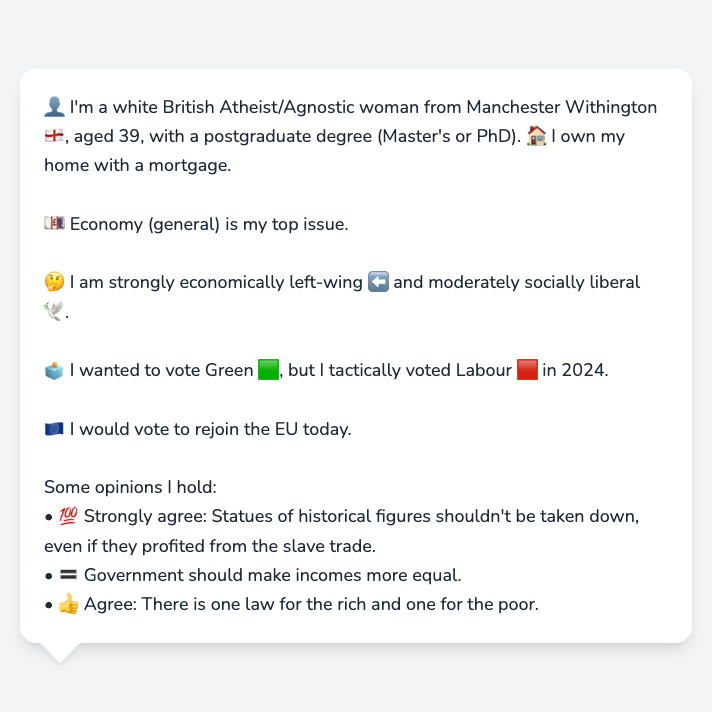 👤 I'm a white British Atheist/Agnostic woman from Manchester Withington
🏴󠁧󠁢󠁥󠁮󠁧󠁿, aged 39, with a postgraduate degree (Master's or PhD). 🏠 I own my
home with a mortgage.
💷 Economy (general) is my top issue.
🤔 I am strongly economically left-wing ⬅️ and moderately socially liberal
🕊️.
🗳️ I wanted to vote Green 🟩, but I tactically voted Labour 🟥 in 2024.
🇪🇺 I would vote to rejoin the EU today.
Some opinions I hold:
• 💯 Strongly agree: Statues of historical figures shouldn't be taken down,
even if they profited from the slave trade.
• 🟰 Government should make incomes more equal.
• 👍 Agree: There is one law for the rich and one for the poor.